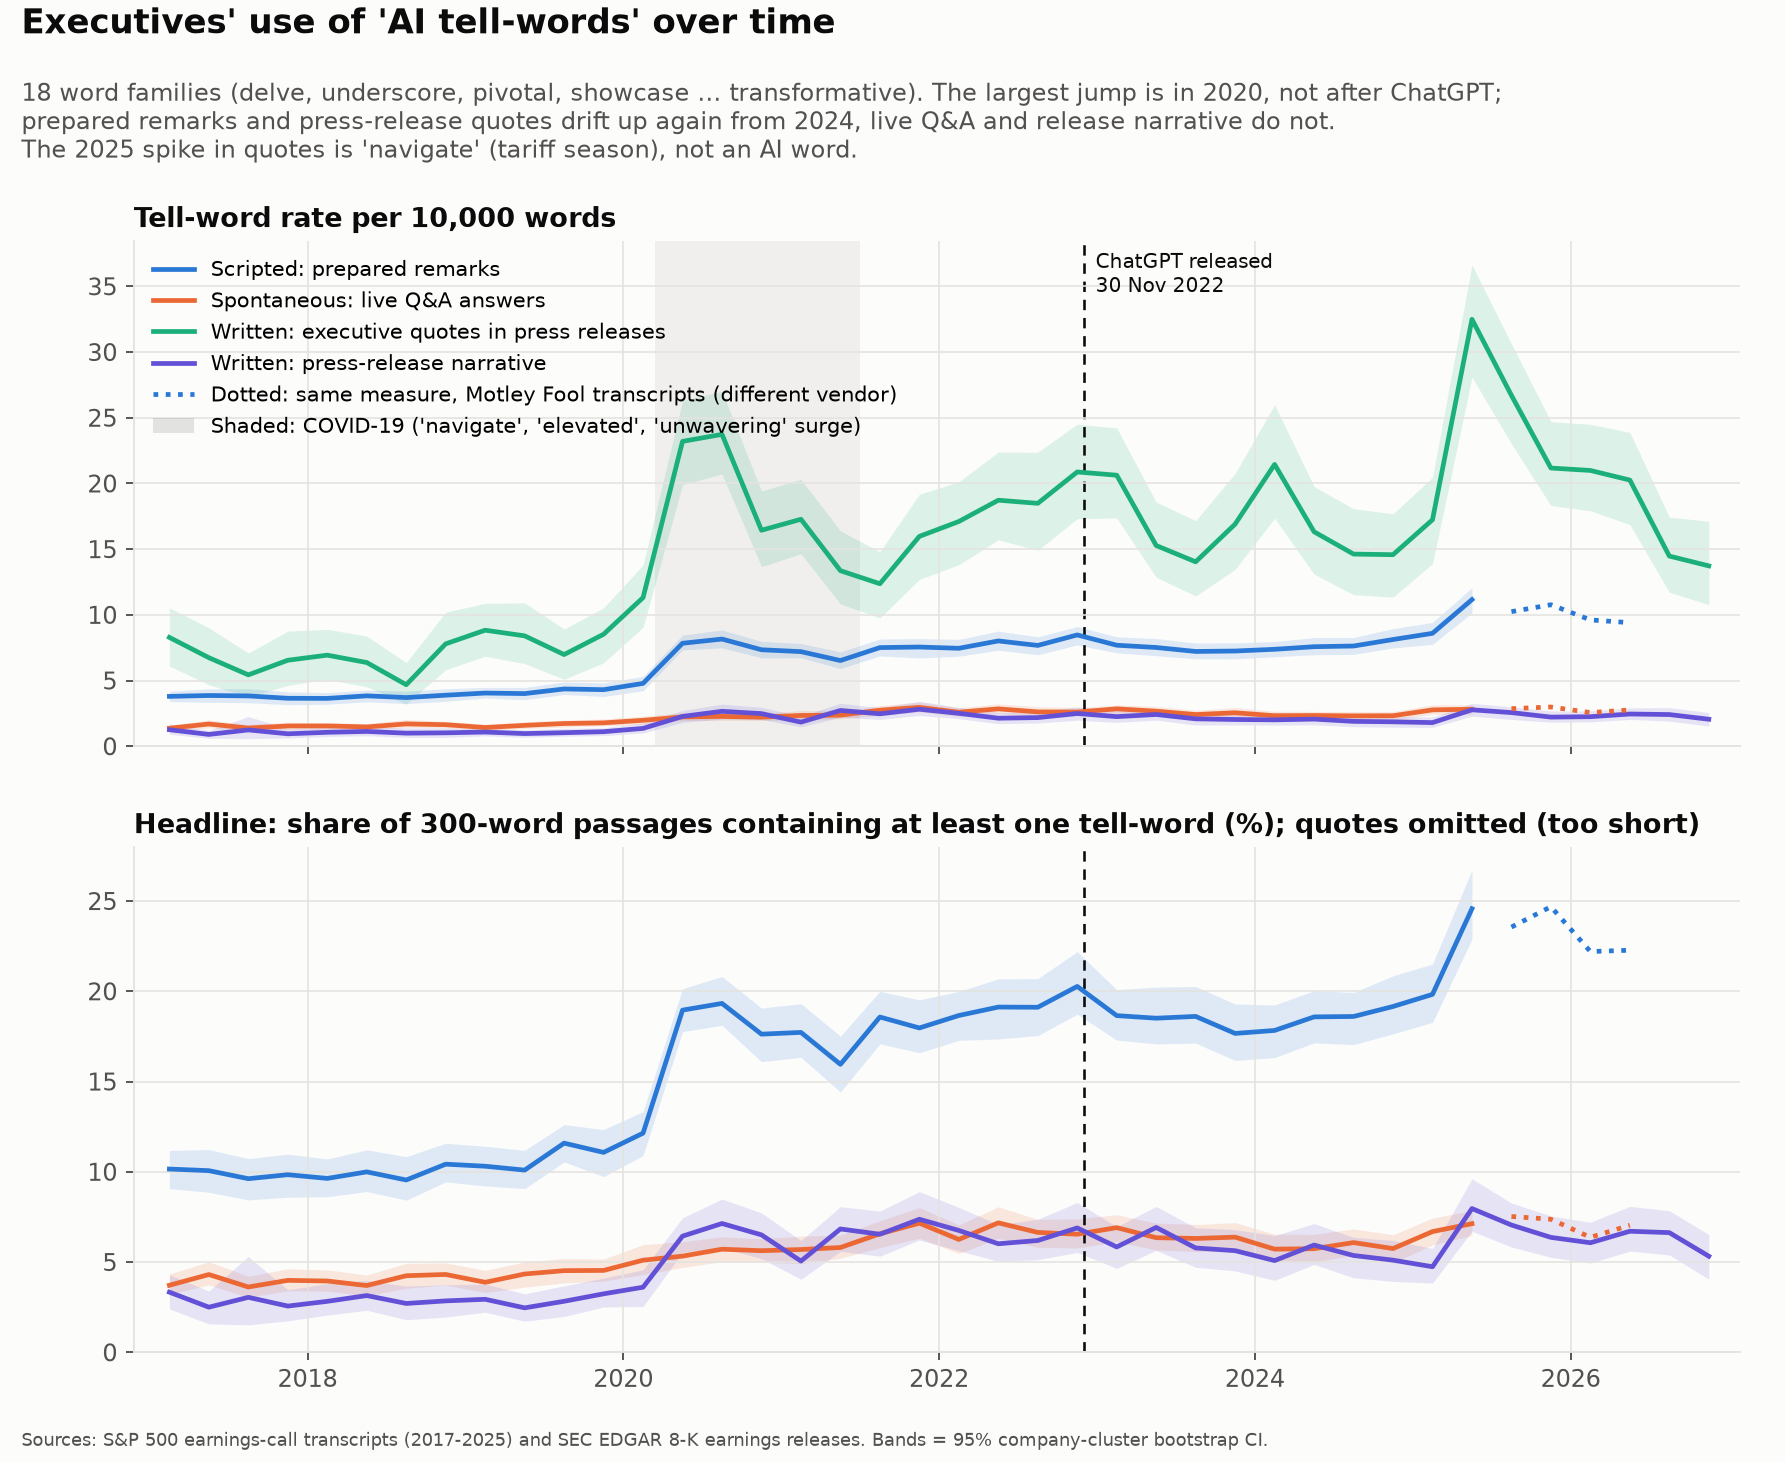 Executives' use of 'AI tell-words' over time
18 word families (delve, underscore, pivotal, showcase ... transformative). The largest jump is in 2020, not after ChatGPT;
prepared remarks and press-release quotes drift up again from 2024, live Q&A and release narrative do not.
The 2025 spike in quotes is 'navigate' (tariff season), not an AI word.
Tell-word rate per 10,000 words
Scripted: prepared remarks
Spontaneous: live Q&A answers
Written: executive quotes in press releases
Written: press-release narrative
Dotted: same measure, Motley Fool transcripts (different vendor)
Shaded: COVID-19 ('navigate', 'elevated', 'unwavering' surge)
ChatGPT released
30 Nov 2022
35
30
25
20
15
10
5
0
Headline: share of 300-word passages containing at least one tell-word (%); quotes omitted (too short)
25
20
15
10
5
0
2018
2020
2022
2024
2026
Sources: S&P 500 earnings-call transcripts (2017-2025) and SEC EDGAR 8-K earnings releases. Bands = 95% company-cluster bootstrap CI.